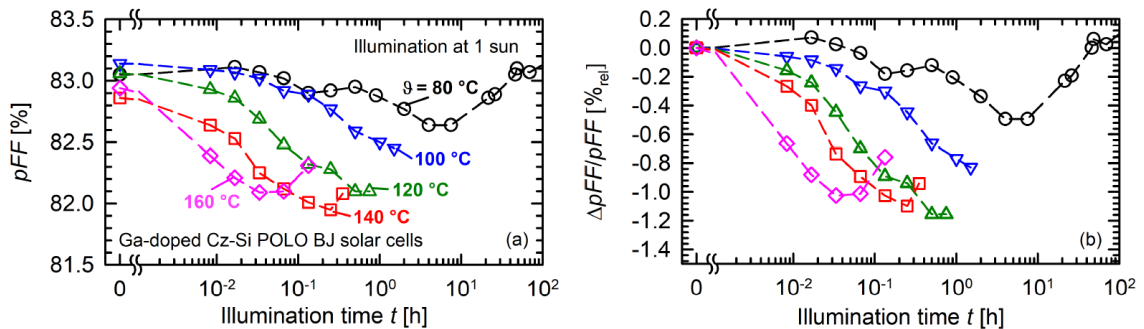 83.5
83.0
82.5
82.0
81.5
pFF [%]
Illumination at 1 sun
ϑ = 80 °C
100 °C
120 °C
160 °C
140 °C
Ga-doped Cz-Si POLO BJ solar cells
(a)
0 10⁻² 10⁻¹ 10⁰ 10¹ 10²
Illumination time t [h]
0.2
0.0
-0.2
-0.4
-0.6
-0.8
-1.0
-1.2
-1.4
ΔpFF/pFF [%rel]
(b)
0 10⁻² 10⁻¹ 10⁰ 10¹ 10²
Illumination time t [h]